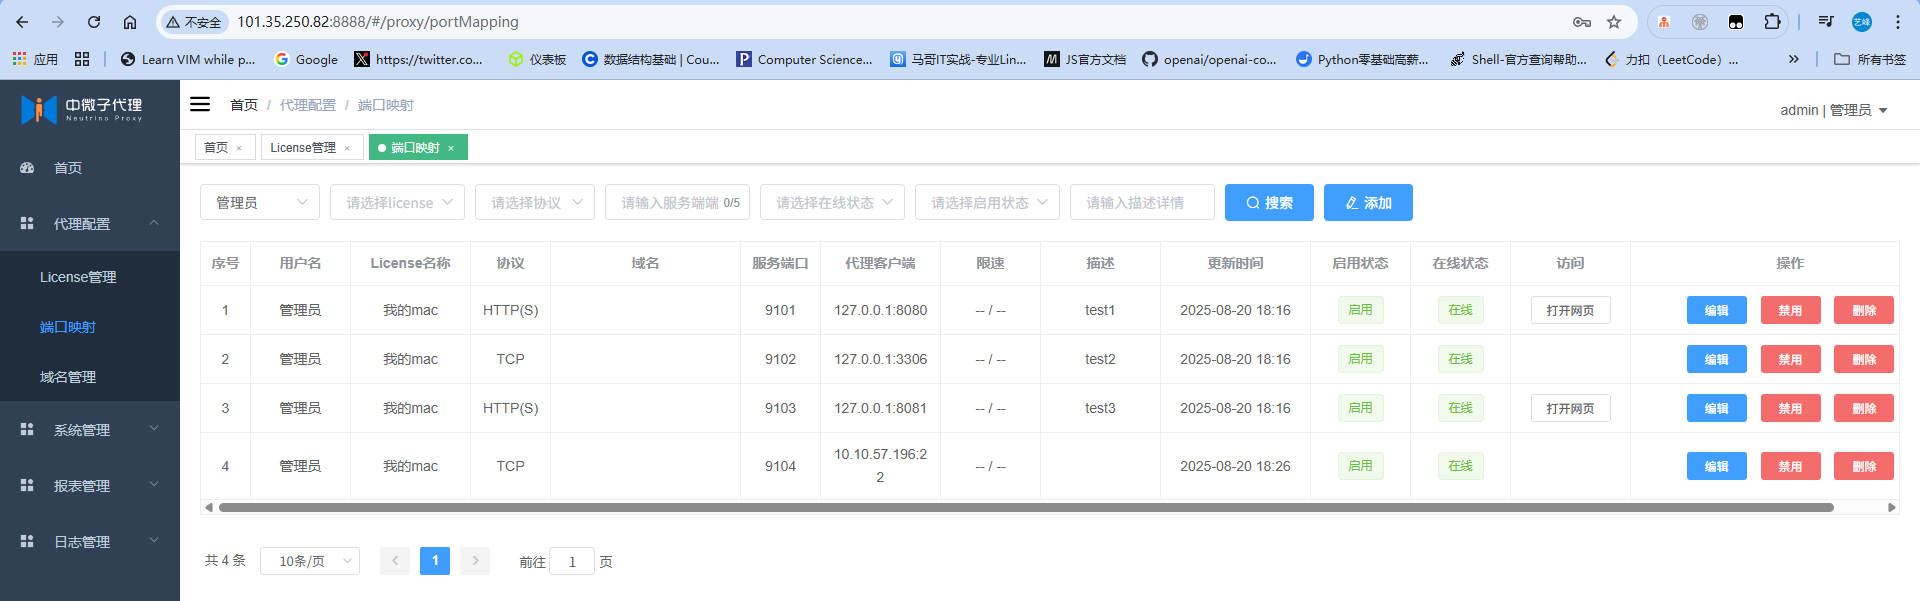 不安全 101.35.250.82:8888/#/proxy/portMapping 艺峰
应用 Learn VIM while p... Google https://twitter.co... 仪表板 数据结构基础 | Cou... Computer Science... 马哥IT实战-专业Lin... JS官方文档 openai/openai-co... Python零基础高薪... Shell-官方查询帮助... 力扣（LeetCode）... 所有书签
中微子代理
Neutrino Proxy
首页
代理配置
License管理
端口映射
域名管理
系统管理
报表管理
日志管理
首页 / 代理配置 / 端口映射
admin | 管理员
首页 × License管理 × 端口映射 ×
管理员 请选择license 请选择协议 请输入服务端端 0/5 请选择在线状态 请选择启用状态 请输入描述详情 搜索 添加
序号 用户名 License名称 协议 域名 服务端口 代理客户端 限速 描述 更新时间 启用状态 在线状态 访问 操作
1 管理员 我的mac HTTP(S) 9101 127.0.0.1:8080 -- / -- test1 2025-08-20 18:16 启用 在线 打开网页 编辑 禁用 删除
2 管理员 我的mac TCP 9102 127.0.0.1:3306 -- / -- test2 2025-08-20 18:16 启用 在线 编辑 禁用 删除
3 管理员 我的mac HTTP(S) 9103 127.0.0.1:8081 -- / -- test3 2025-08-20 18:16 启用 在线 打开网页 编辑 禁用 删除
4 管理员 我的mac TCP 9104 10.10.57.196:2
2 -- / -- 2025-08-20 18:26 启用 在线 编辑 禁用 删除
共 4 条 10条/页 1 前往 1 页